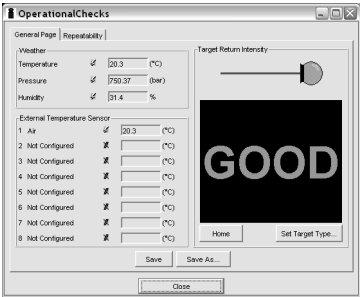 OperationalChecks
General Page Repeatability
Weather
Temperature 20.3 (°C)
Pressure 750.37 (bar)
Humidity 31.4 %
External Temperature Sensor
1 Air 20.3 (°C)
2 Not Configured (°C)
3 Not Configured (°C)
4 Not Configured (°C)
5 Not Configured (°C)
6 Not Configured (°C)
7 Not Configured (°C)
8 Not Configured (°C)
Target Return Intensity
GOOD
Home Set Target Type...
Save Save As...
Close